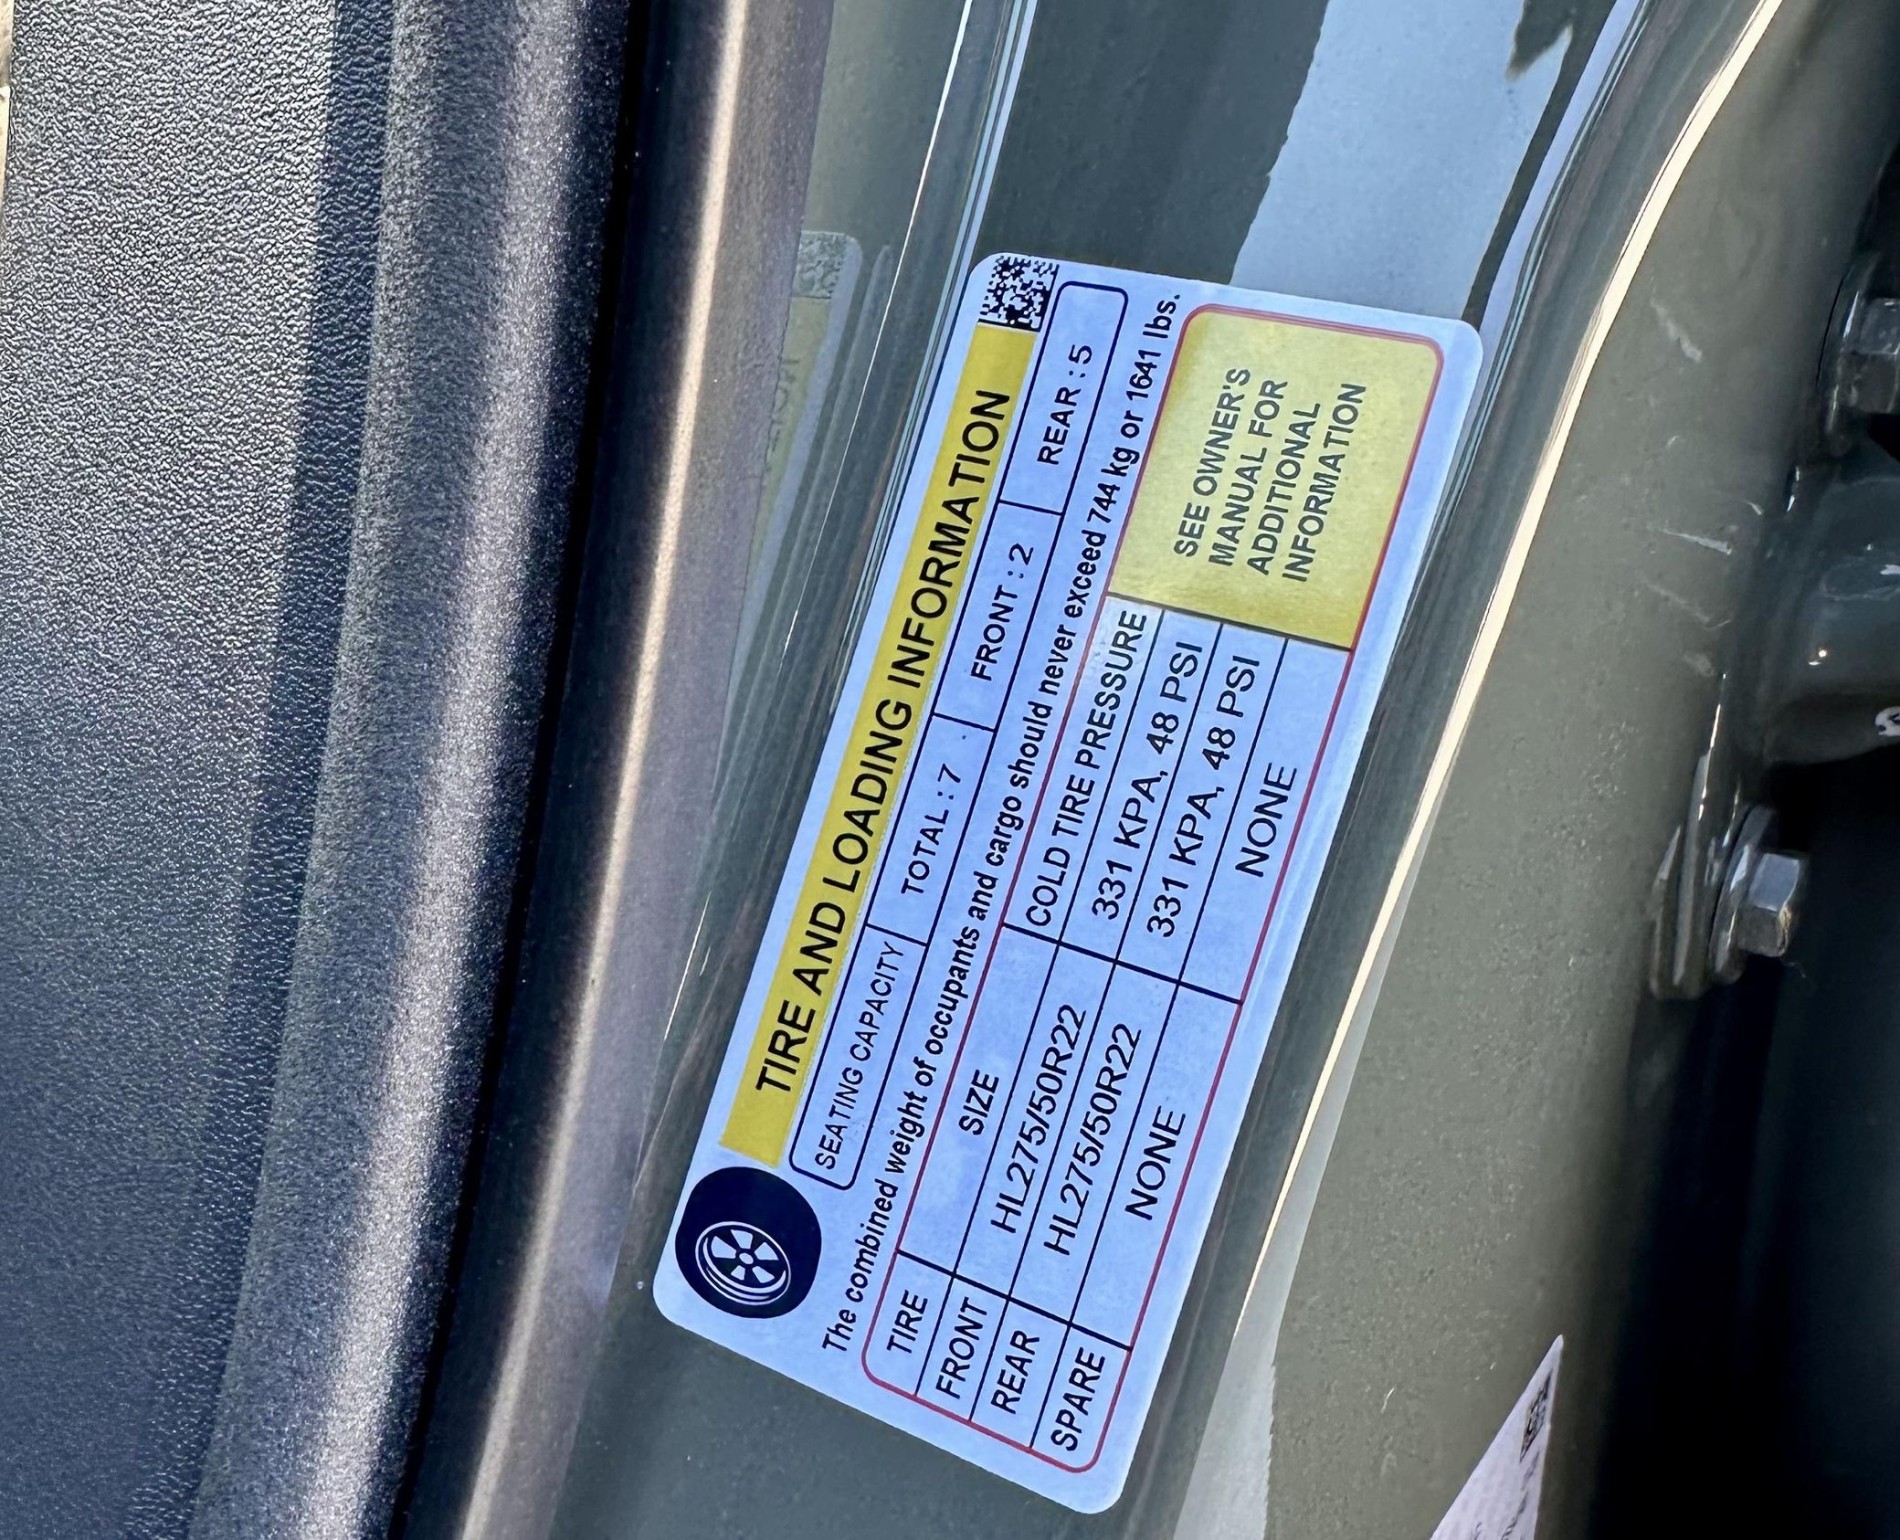 TIRE AND LOADING INFORMATION
SEATING CAPACITY TOTAL : 7 FRONT : 2 REAR : 5
The combined weight of occupants and cargo should never exceed 744 kg or 1641 lbs.
TIRE SIZE COLD TIRE PRESSURE
FRONT HL275/50R22 331 KPA, 48 PSI
REAR HL275/50R22 331 KPA, 48 PSI
SPARE NONE NONE
SEE OWNER'S
MANUAL FOR
ADDITIONAL
INFORMATION